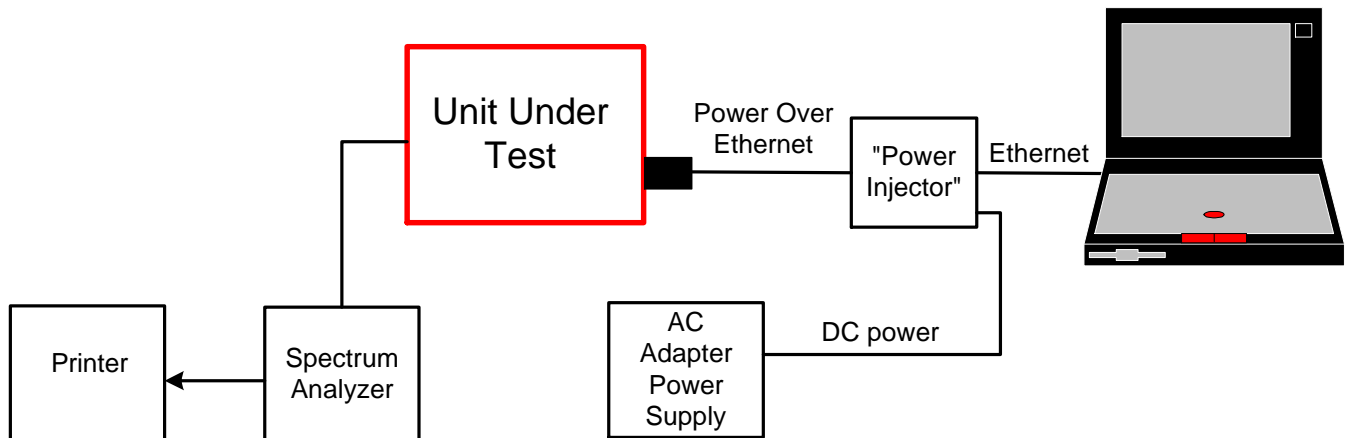 Unit Under
Test
Power Over
Ethernet
"Power
Injector"
Ethernet
Printer
Spectrum
Analyzer
AC
Adapter
Power
Supply
DC power